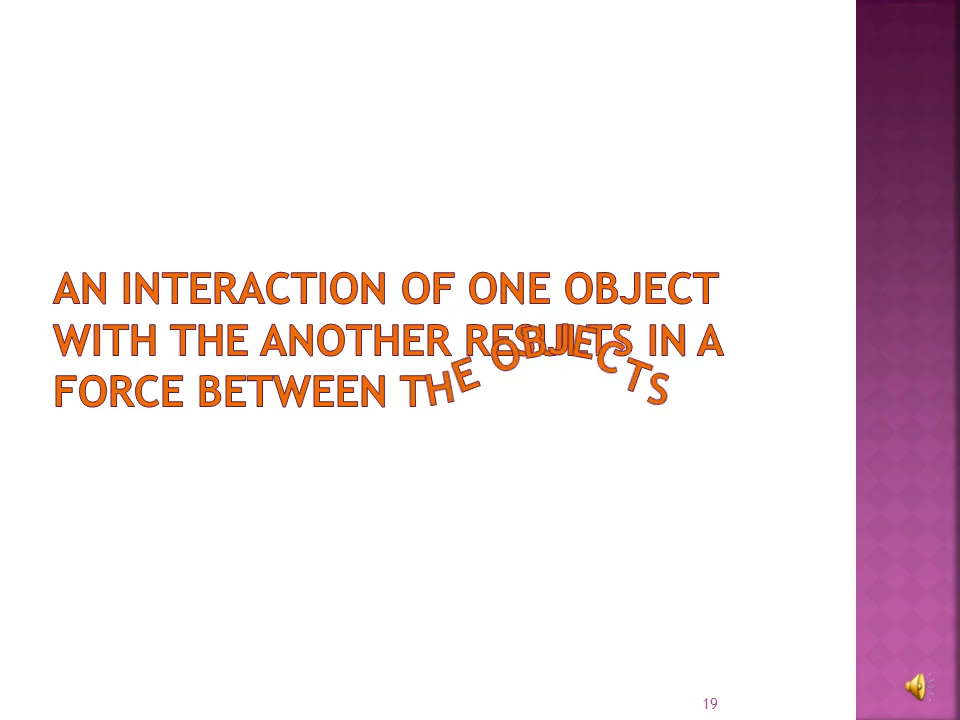 AN INTERACTION OF ONE OBJECT
WITH THE ANOTHER RESULTS IN A
FORCE BETWEEN THE OBJECTS
19